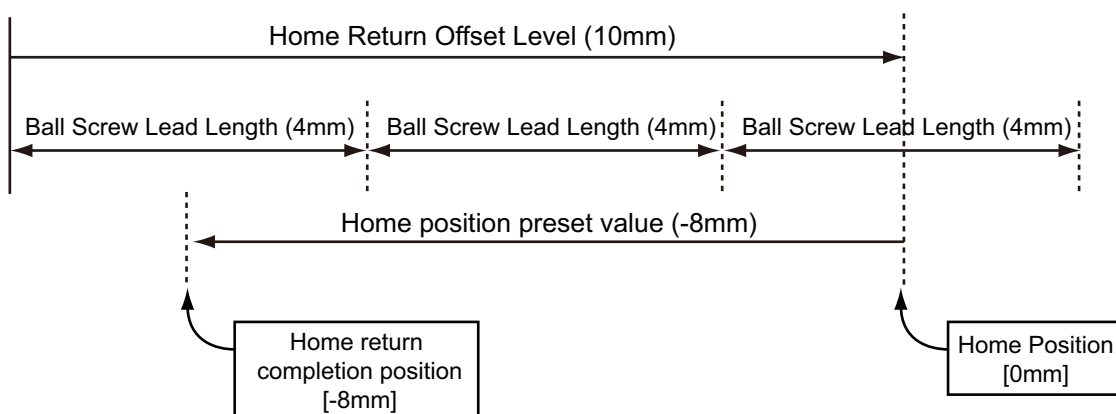 Home Return Offset Level (10mm)
Ball Screw Lead Length (4mm) Ball Screw Lead Length (4mm) Ball Screw Lead Length (4mm)
Home position preset value (-8mm)
Home return
completion position
[-8mm]
Home Position
[0mm]